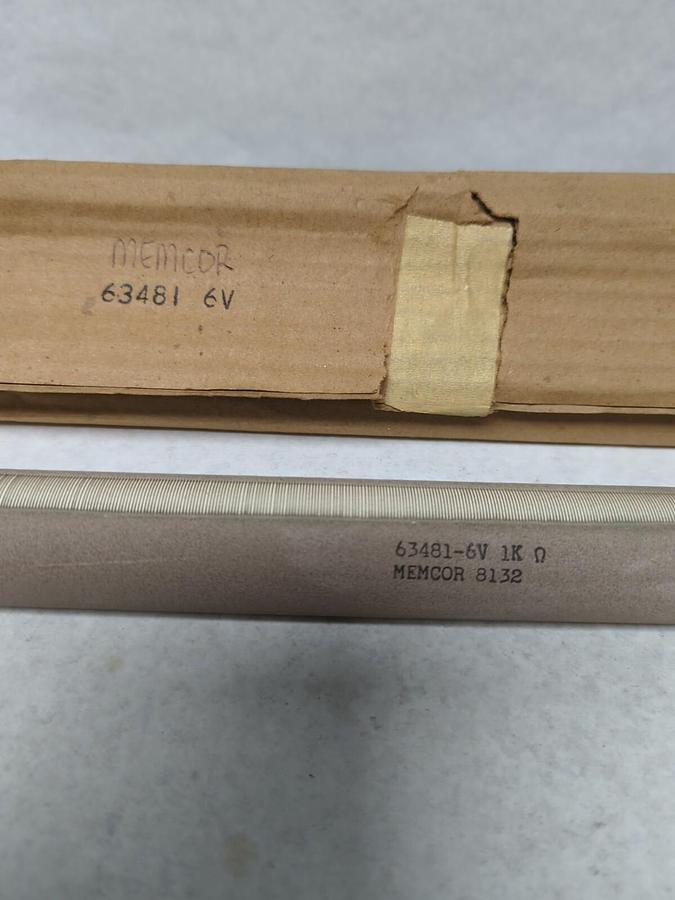 MEMCOR
63481 6V
63481-6V 1K Ω
MEMCOR 8132